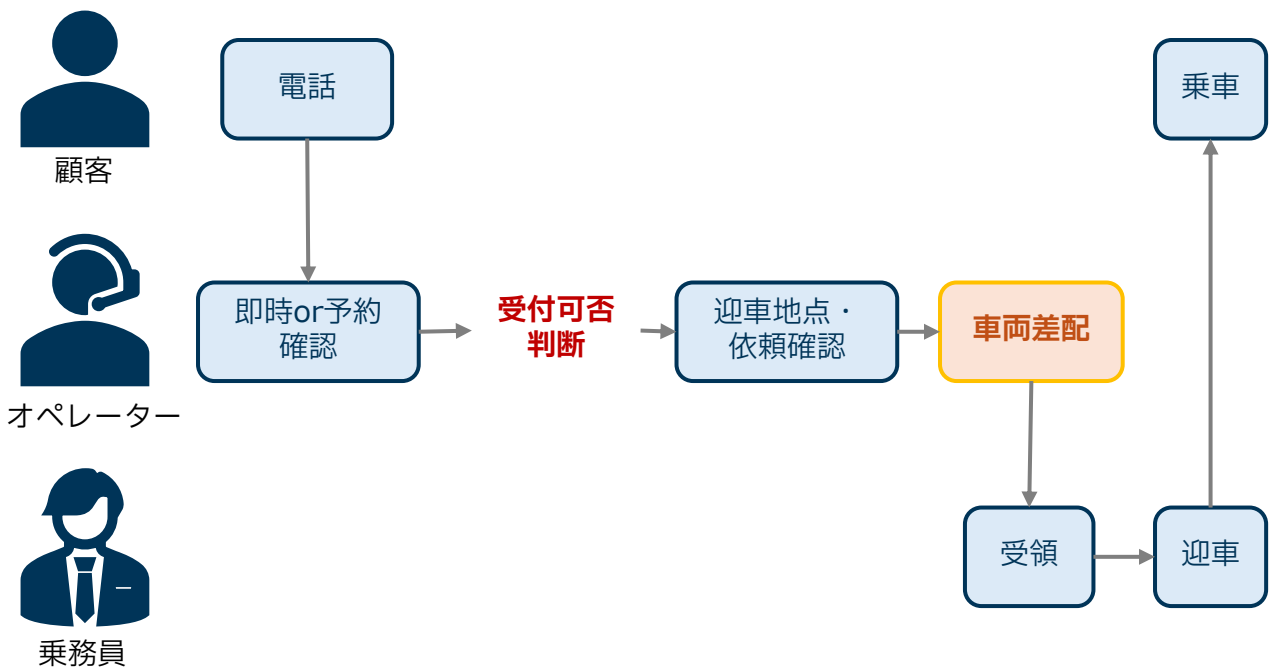 電話
乗車
顧客
即時or予約
確認
受付可否
判断
迎車地点・
依頼確認
車両差配
オペレーター
受領
迎車
乗務員